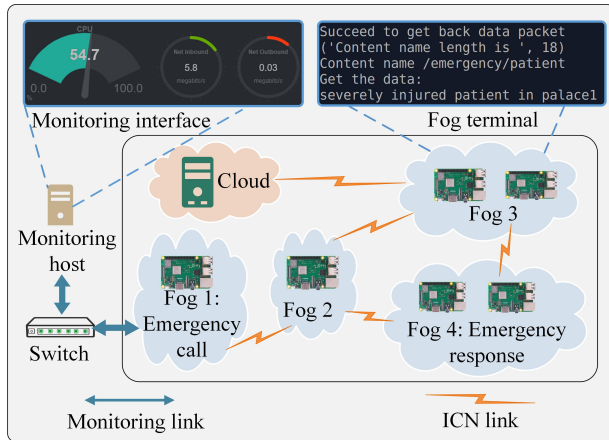 CPU
54.7
0.0
100.0
%
Net Inbound
5.8
megabits/s
Net Outbound
0.03
megabits/s
Succeed to get back data packet
('Content name length is ', 18)
Content name /emergency/patient
Get the data:
severely injured patient in palace1
Monitoring interface
Fog terminal
Cloud
Fog 3
Monitoring
host
Fog 1:
Emergency
call
Fog 2
Fog 4: Emergency
response
Switch
Monitoring link
ICN link